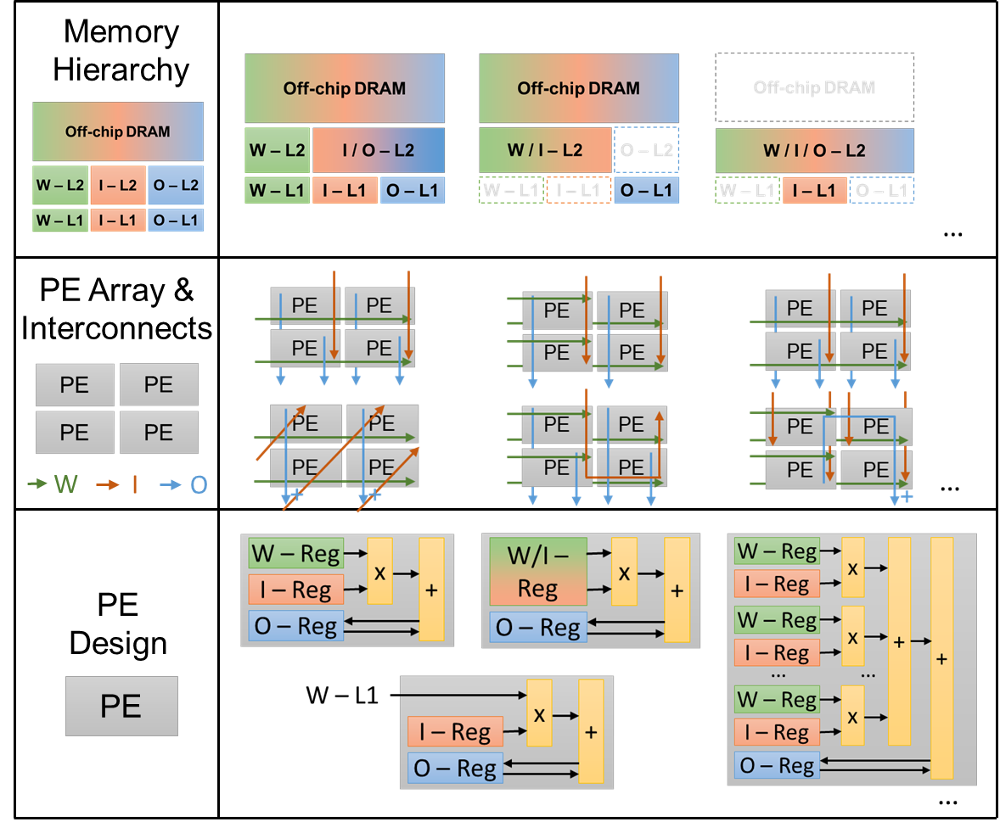 Memory
Hierarchy
Off-chip DRAM
W – L2 I – L2 O – L2
W – L1 I – L1 O – L1
Off-chip DRAM Off-chip DRAM Off-chip DRAM
W – L2 I / O – L2 W / I – L2 O – L2 W / I / O – L2
W – L1 I – L1 O – L1 W – L1 I – L1 O – L1 W – L1 I – L1 O – L1
...
PE Array &
Interconnects
PE PE
PE PE
W I O
PE PE PE PE PE PE
PE PE PE PE PE PE
PE PE PE PE PE PE
PE PE PE PE PE PE
+ + +
...
PE
Design
PE
W – Reg
I – Reg
O – Reg
x
+
W/I –
Reg
O – Reg
x
+
W – L1
I – Reg
O – Reg
x
+
W – Reg
I – Reg
x
W – Reg
I – Reg
x
... ...
W – Reg
I – Reg
x
O – Reg
+
+
...